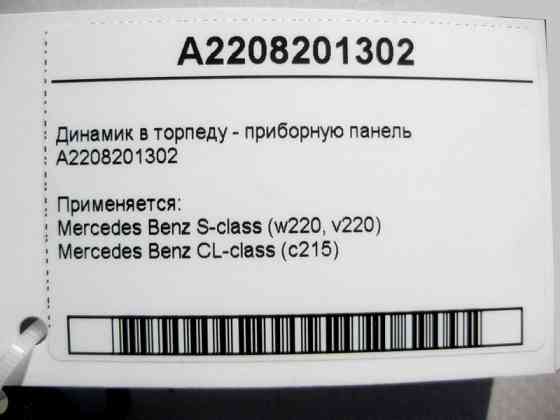 A2208201302
Динамик в торпеду - приборную панель
A2208201302
Применяется:
Mercedes Benz S-class (w220, v220)
Mercedes Benz CL-class (c215)